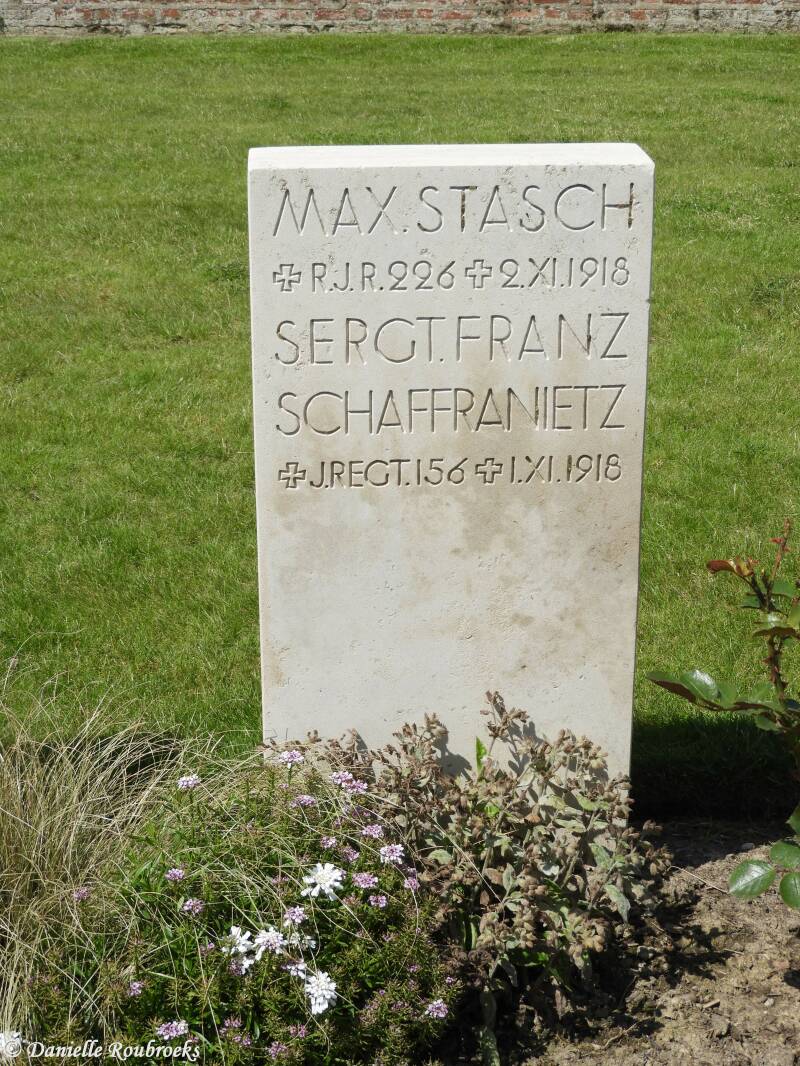 MAX. STASCH
✠ R.J.R. 226 ✠ 2.XI.1918
SERGT. FRANZ
SCHAFFRANIETZ
✠ J.REGT. 156 ✠ 1.XI.1918
© Danielle Roubroeks